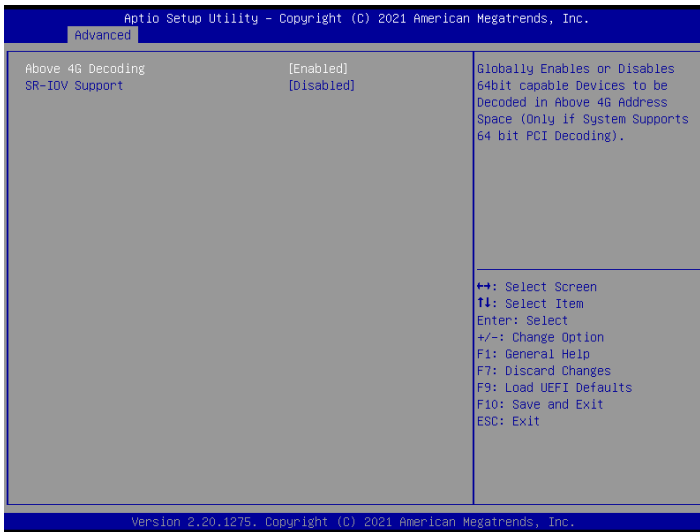 Aptio Setup Utility – Copyright (C) 2021 American Megatrends, Inc.
Advanced
Above 4G Decoding [Enabled]
SR-IOV Support [Disabled]
Globally Enables or Disables
64bit capable Devices to be
Decoded in Above 4G Address
Space (Only if System Supports
64 bit PCI Decoding).
↔: Select Screen
↑↓: Select Item
Enter: Select
+/-: Change Option
F1: General Help
F7: Discard Changes
F9: Load UEFI Defaults
F10: Save and Exit
ESC: Exit
Version 2.20.1275. Copyright (C) 2021 American Megatrends, Inc.